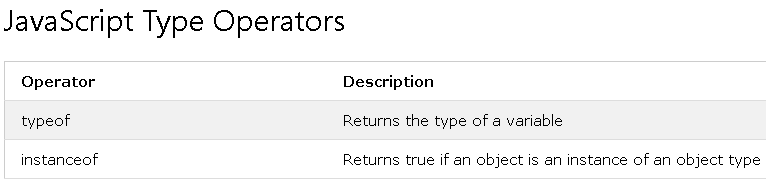 JavaScript Type Operators
Operator Description
typeof Returns the type of a variable
instanceof Returns true if an object is an instance of an object type